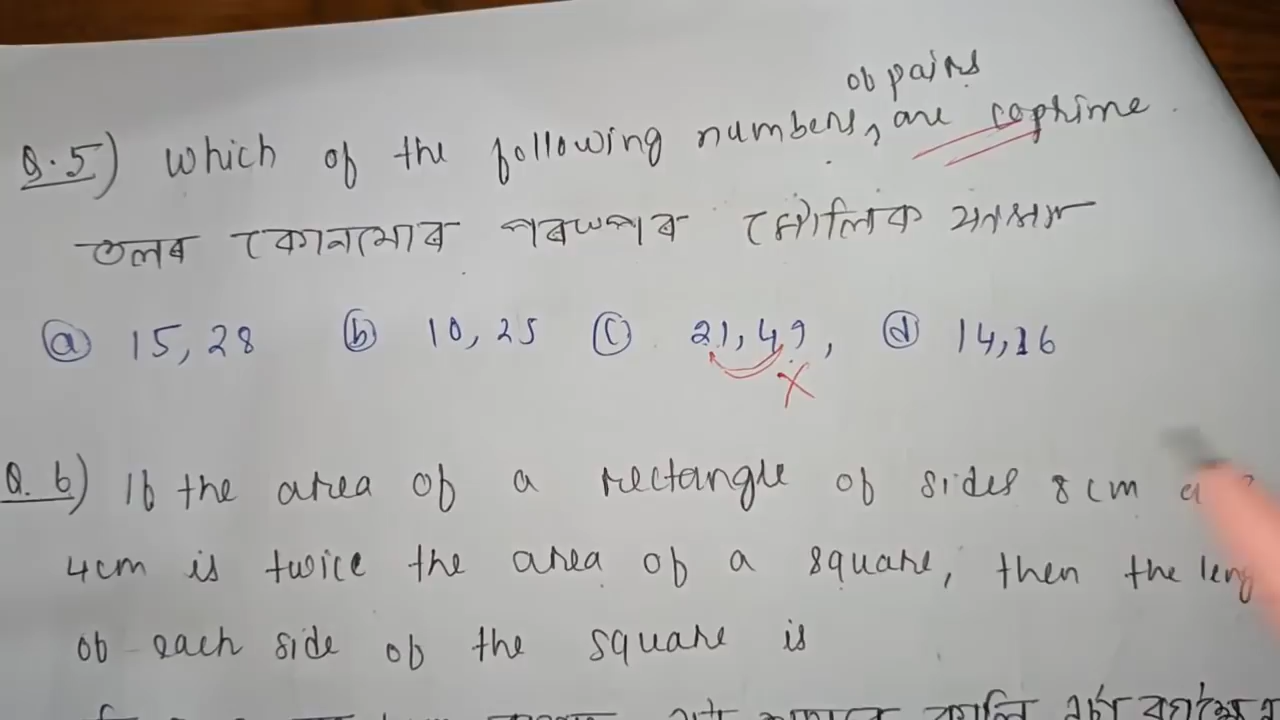 of pairs
Q.5) Which of the following numbers, are coprime.
তলৰ কোনযোৰ পৰস্পৰ মৌলিক
ⓐ 15, 28 ⓑ 10, 25 ⓒ 21, 49, ⓓ 14, 16
X
Q. 6) If the area of a rectangle of sides 8 cm
4cm is twice the area of a square, then the
of each side of the square is